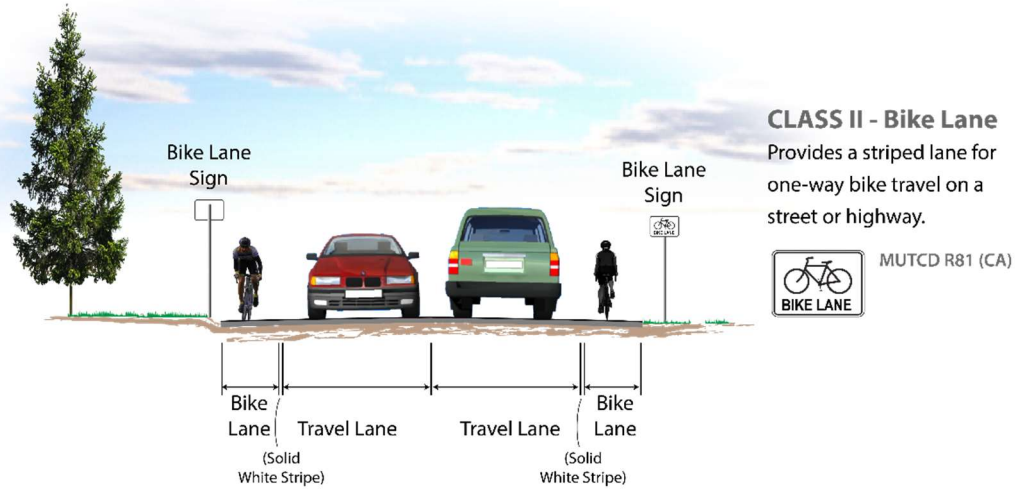 CLASS II - Bike Lane
Provides a striped lane for
one-way bike travel on a
street or highway.
MUTCD R81 (CA)
BIKE LANE
Bike Lane
Sign
Bike Lane
Sign
BIKE LANE
Bike
Lane
(Solid
White Stripe)
Travel Lane
Travel Lane
(Solid
White Stripe)
Bike
Lane